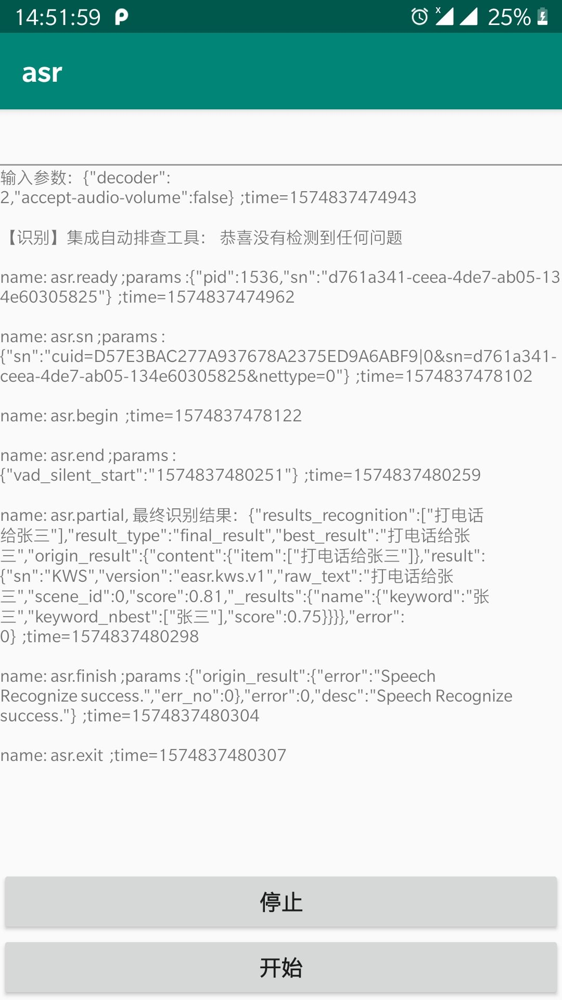 14:51:59
x
25%
asr
输入参数：{"decoder":
2,"accept-audio-volume":false} ;time=1574837474943
【识别】集成自动排查工具： 恭喜没有检测到任何问题
name: asr.ready ;params :{"pid":1536,"sn":"d761a341-ceea-4de7-ab05-13
4e60305825"} ;time=1574837474962
name: asr.sn ;params :
{"sn":"cuid=D57E3BAC277A937678A2375ED9A6ABF9|0&sn=d761a341-
ceea-4de7-ab05-134e60305825&nettype=0"} ;time=1574837478102
name: asr.begin ;time=1574837478122
name: asr.end ;params :
{"vad_silent_start":"1574837480251"} ;time=1574837480259
name: asr.partial, 最终识别结果：{"results_recognition":["打电话
给张三"],"result_type":"final_result","best_result":"打电话给张
三","origin_result":{"content":{"item":["打电话给张三"]},"result":
{"sn":"KWS","version":"easr.kws.v1","raw_text":"打电话给张
三","scene_id":0,"score":0.81,"_results":{"name":{"keyword":"张
三","keyword_nbest":["张三"],"score":0.75}}}},"error":
0} ;time=1574837480298
name: asr.finish ;params :{"origin_result":{"error":"Speech
Recognize success.","err_no":0},"error":0,"desc":"Speech Recognize
success."} ;time=1574837480304
name: asr.exit ;time=1574837480307
停止
开始